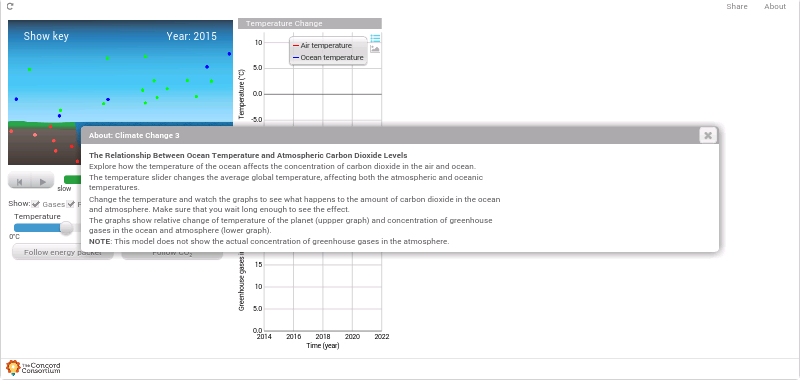 Share About
Show key Year: 2015
Temperature Change
10
5.0
0.0
-5.0
Temperature (°C)
Air temperature
Ocean temperature
About: Climate Change 3
The Relationship Between Ocean Temperature and Atmospheric Carbon Dioxide Levels
Explore how the temperature of the ocean affects the concentration of carbon dioxide in the air and ocean.
The temperature slider changes the average global temperature, affecting both the atmospheric and oceanic
temperatures.
Change the temperature and watch the graphs to see what happens to the amount of carbon dioxide in the ocean
and atmosphere. Make sure that you wait long enough to see the effect.
The graphs show relative change of temperature of the planet (uppper graph) and concentration of greenhouse
gases in the ocean and atmosphere (lower graph).
NOTE: This model does not show the actual concentration of greenhouse gases in the atmosphere.
slow
Show: Gases
Temperature
0°C
Follow energy packet Follow CO2
Greenhouse gases
15
10
5.0
0.0
2014 2016 2018 2020 2022
Time (year)
The Concord
Consortium